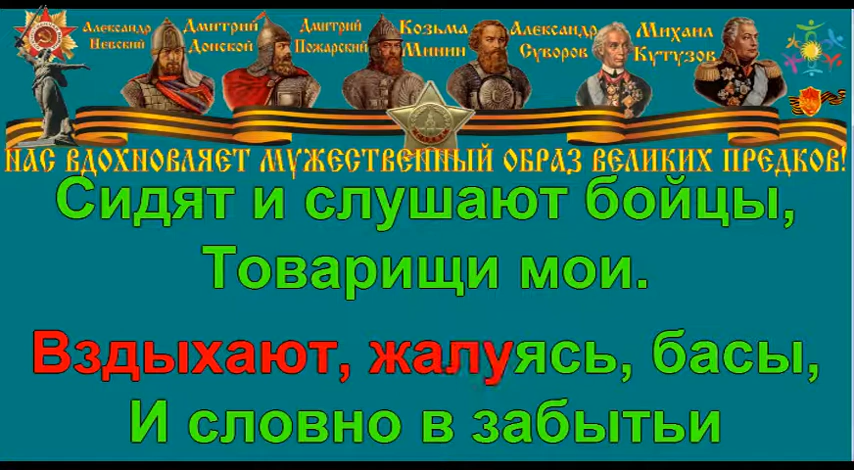 Александр Невский
Дмитрий Донской
Дмитрий Пожарский
Козьма Минин
Александр Суворов
Михаил Кутузов
НАС ВДОХНОВЛЯЕТ МУЖЕСТВЕННЫЙ ОБРАЗ ВЕЛИКИХ ПРЕДКОВ!
Сидят и слушают бойцы,
Товарищи мои.
Вздыхают, жалуясь, басы,
И словно в забытьи